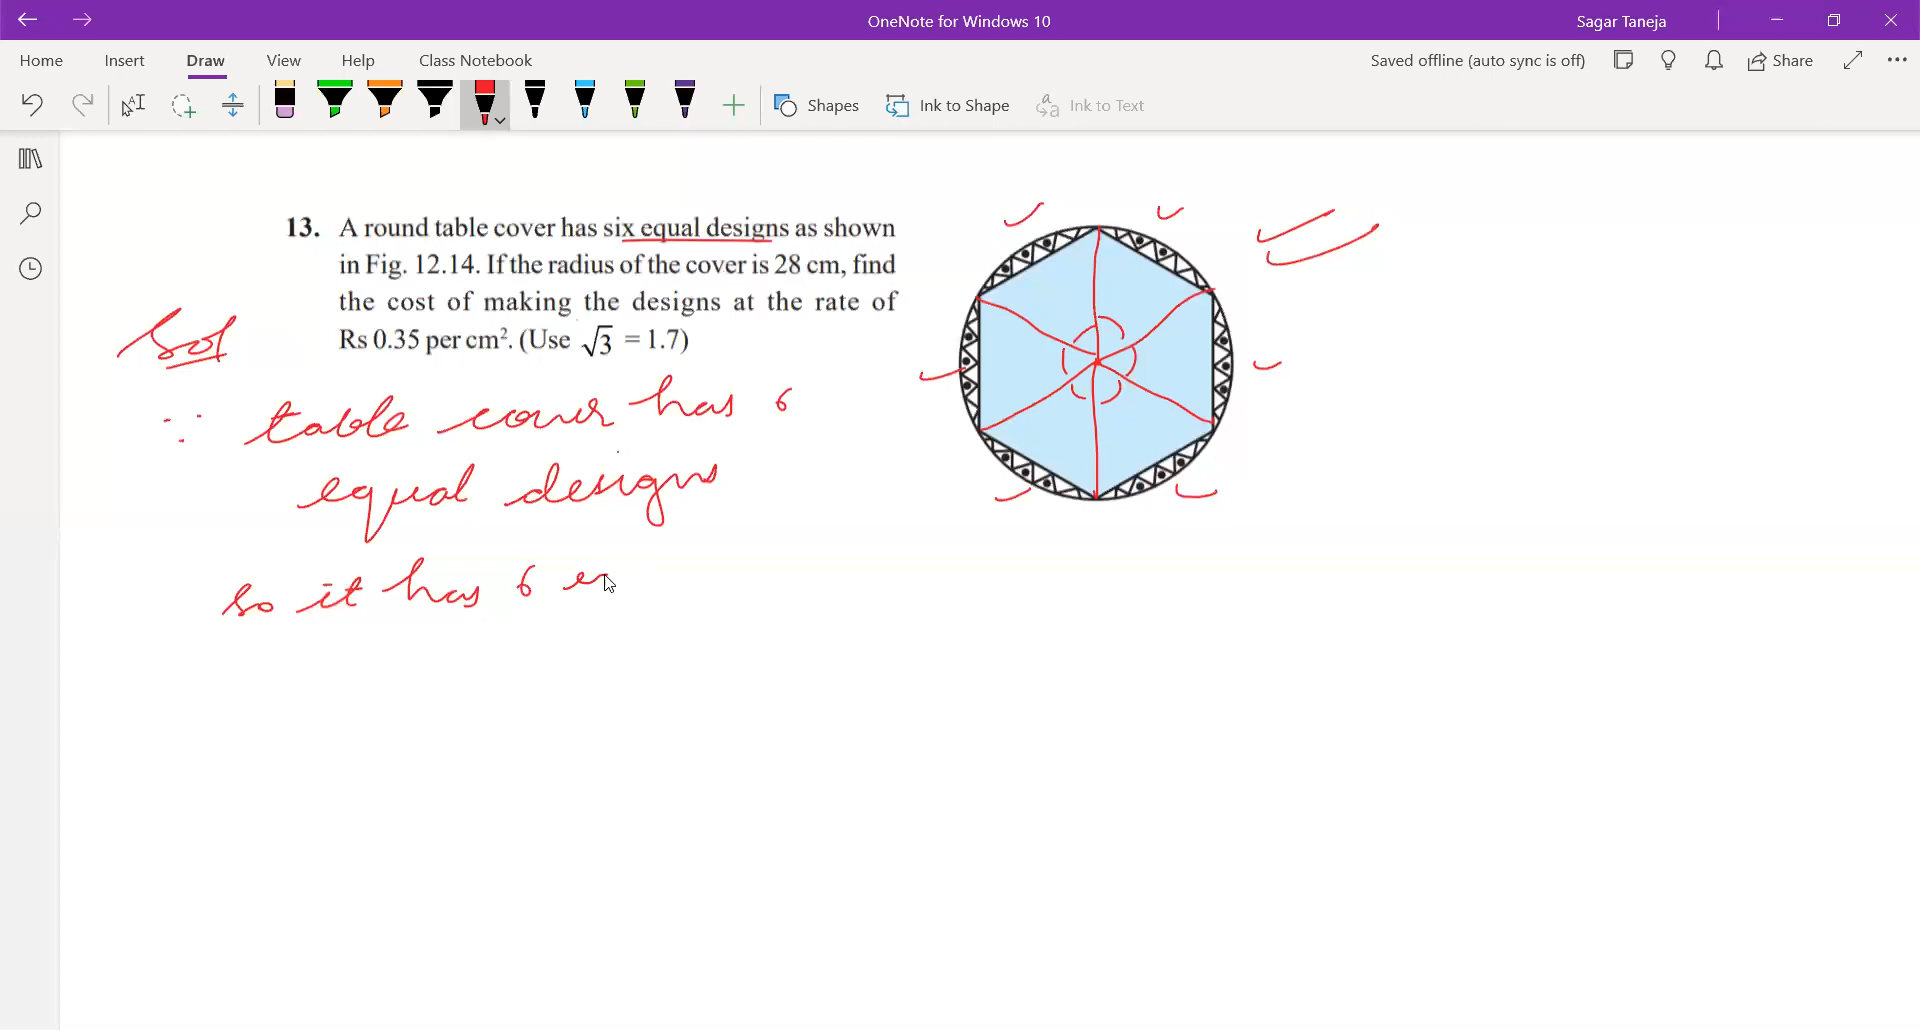 OneNote for Windows 10
Sagar Taneja
Home Insert Draw View Help Class Notebook
Saved offline (auto sync is off) Share
Shapes Ink to Shape Ink to Text
13. A round table cover has six equal designs as shown
in Fig. 12.14. If the radius of the cover is 28 cm, find
the cost of making the designs at the rate of
Rs 0.35 per cm². (Use √3 = 1.7)
Sol
∵ table cover has 6
equal designs
so it has 6